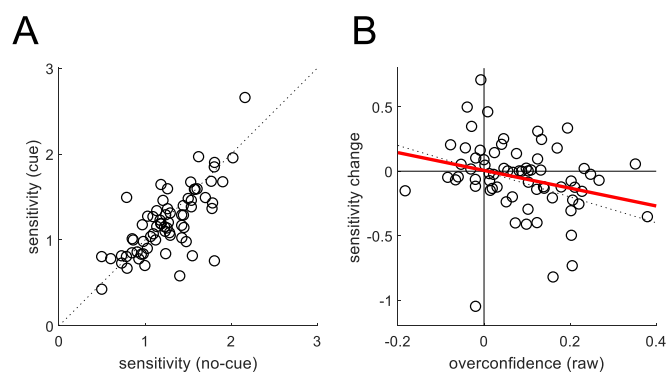 A
B
3
2
1
0
0
1
2
3
sensitivity (cue)
sensitivity (no-cue)
0.5
0
-0.5
-1
-0.2
0
0.2
0.4
sensitivity change
overconfidence (raw)